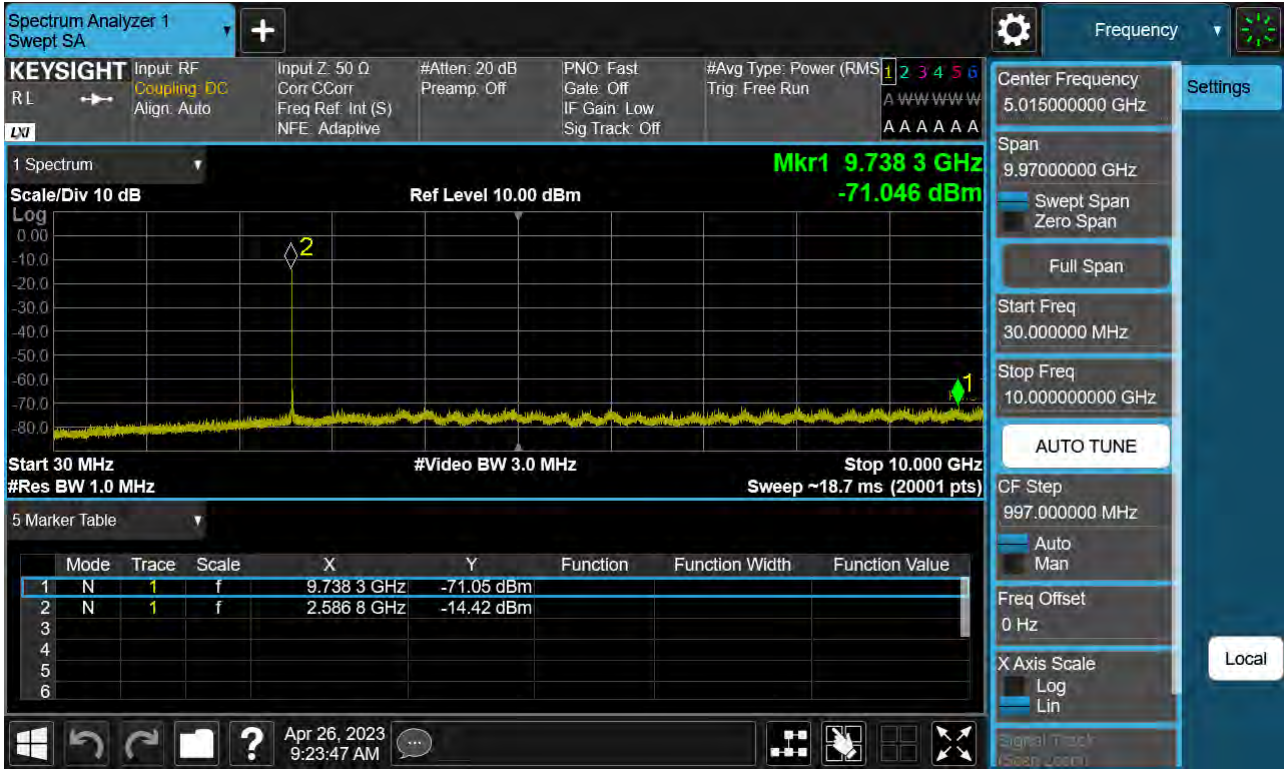 Spectrum Analyzer 1
Swept SA
+
Frequency
KEYSIGHT
RL
LXI
Input: RF
Coupling: DC
Align: Auto
Input Z: 50 Ω
Corr CCorr
Freq Ref: Int (S)
NFE: Adaptive
#Atten: 20 dB
Preamp: Off
PNO: Fast
Gate: Off
IF Gain: Low
Sig Track: Off
#Avg Type: Power (RMS
Trig: Free Run
1 2 3 4 5 6
A W W W W W
A A A A A A
1 Spectrum
Mkr1 9.738 3 GHz
-71.046 dBm
Scale/Div 10 dB
Ref Level 10.00 dBm
Log
0.00
-10.0
-20.0
-30.0
-40.0
-50.0
-60.0
-70.0
-80.0
2
1
Start 30 MHz
#Video BW 3.0 MHz
Stop 10.000 GHz
#Res BW 1.0 MHz
Sweep ~18.7 ms (20001 pts)
5 Marker Table
Mode Trace Scale X Y Function Function Width Function Value
1 N 1 f 9.738 3 GHz -71.05 dBm
2 N 1 f 2.586 8 GHz -14.42 dBm
3
4
5
6
Center Frequency
5.015000000 GHz
Settings
Span
9.97000000 GHz
Swept Span
Zero Span
Full Span
Start Freq
30.000000 MHz
Stop Freq
10.000000000 GHz
AUTO TUNE
CF Step
997.000000 MHz
Auto
Man
Freq Offset
0 Hz
X Axis Scale
Log
Lin
Signal Track
(Span Zoom)
Local
?
Apr 26, 2023
9:23:47 AM